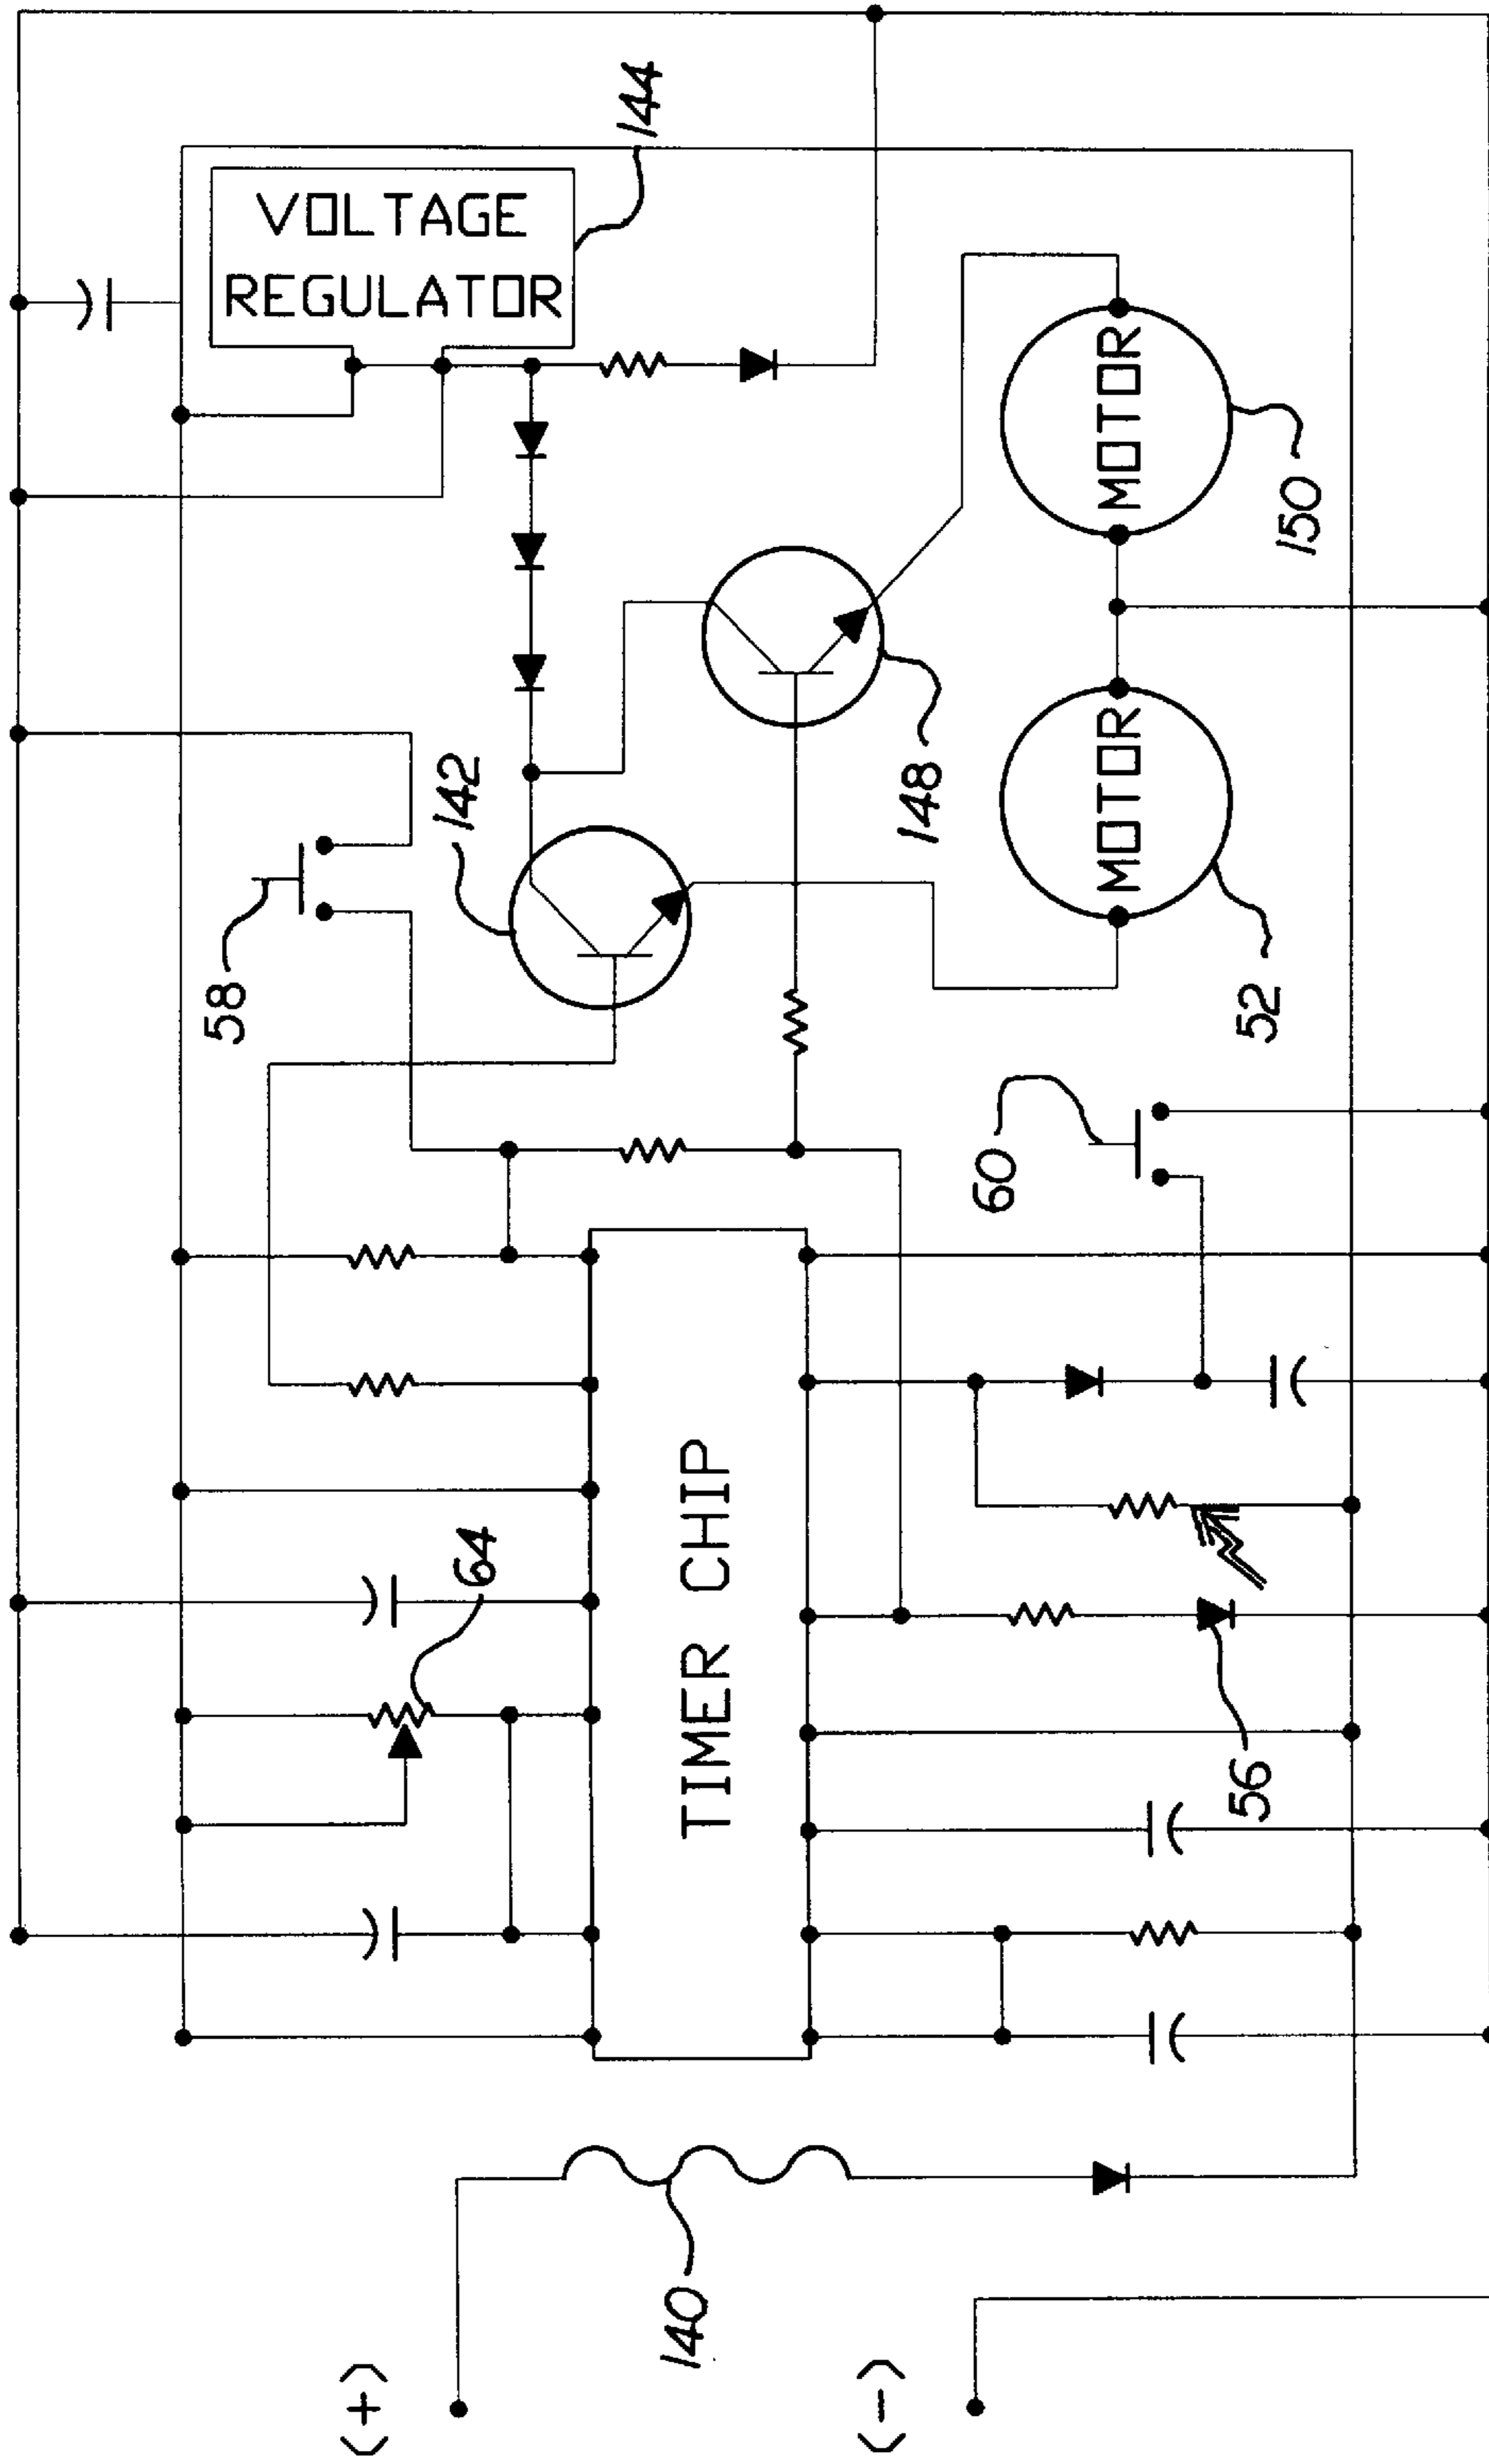 VOLTAGE
REGULATOR
144
58
142
(+)
64
140
TIMER CHIP
148
(-)
60
MOTOR
MOTOR
56
52
150